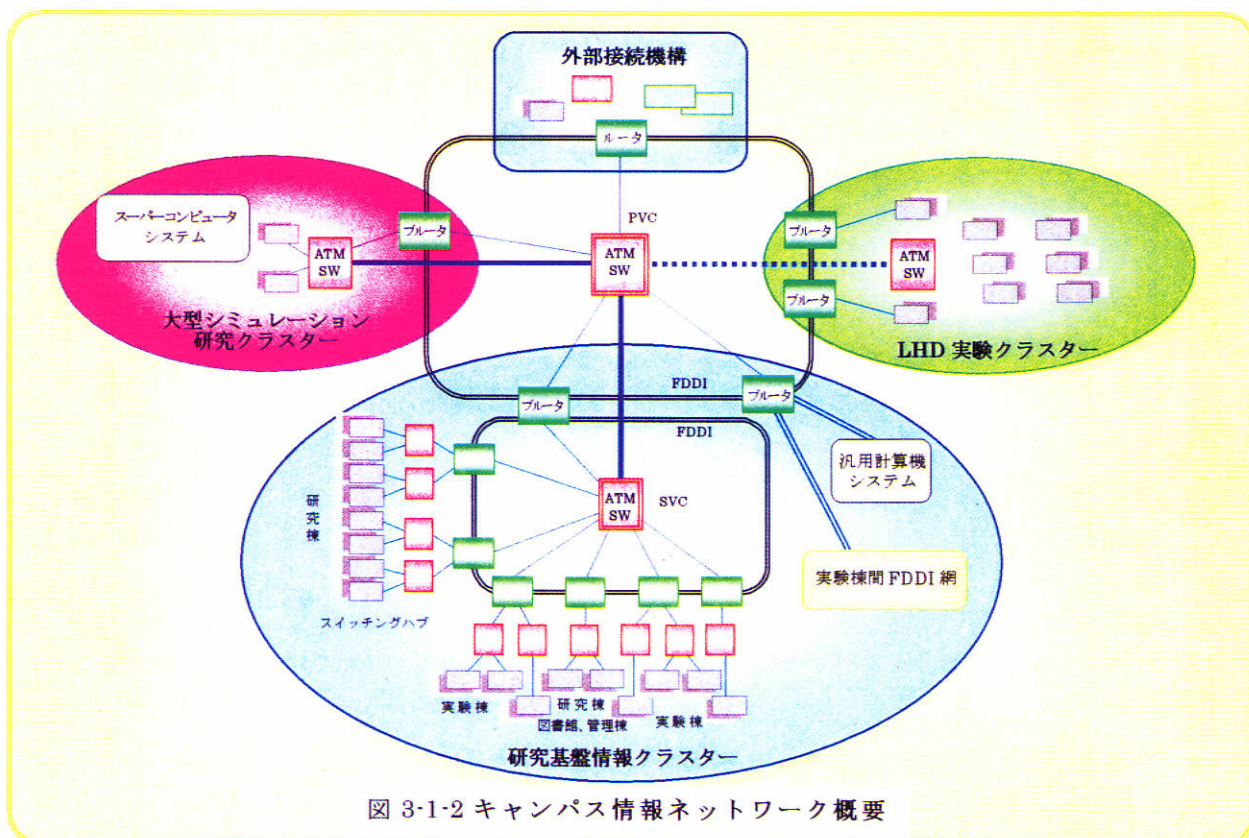 外部接続機構
ルータ
スーパーコンピュータ
システム
ATM
SW
ブルータ
大型シミュレーション
研究クラスター
PVC
ATM
SW
ブルータ
ATM
SW
ブルータ
LHD 実験クラスター
FDDI
ブルータ
ブルータ
FDDI
汎用計算機
システム
ATM
SW
SVC
研究棟
実験棟間 FDDI 網
スイッチングハブ
実験棟
研究棟
図書館、管理棟
実験棟
研究基盤情報クラスター
図 3-1-2 キャンパス情報ネットワーク概要